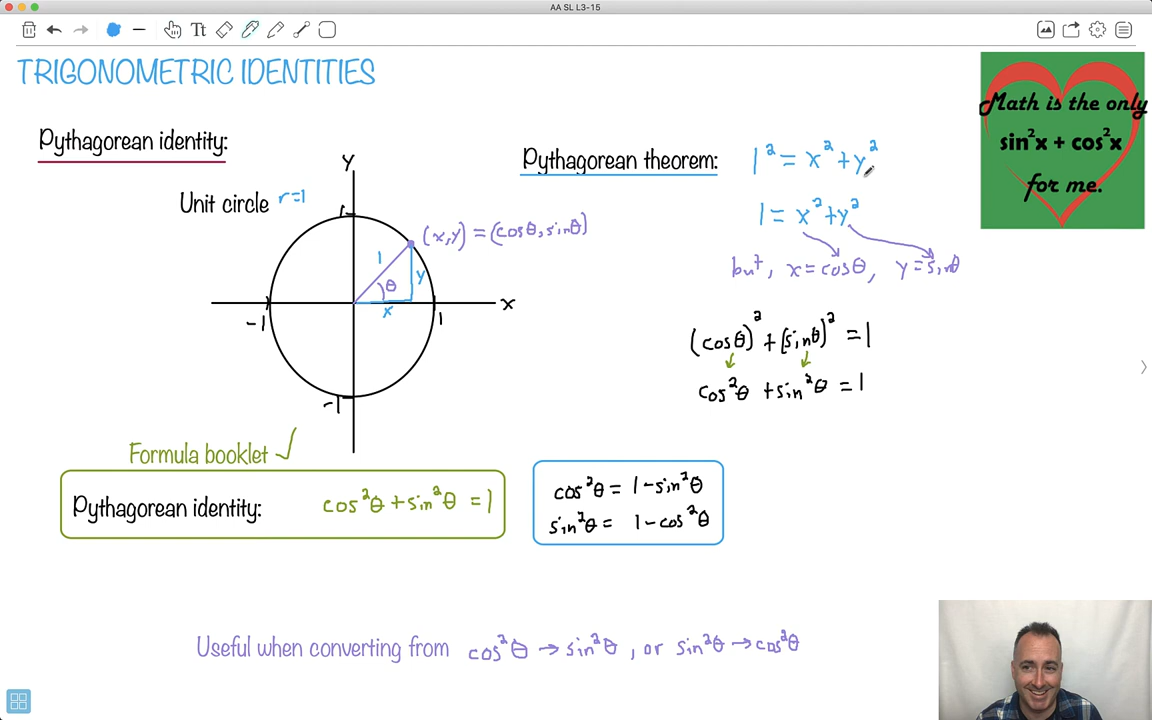 AA SL L3-15
Tt
TRIGONOMETRIC IDENTITIES
Math is the only
sin²x + cos²x
for me.
Pythagorean identity:
Unit circle r=1
Y
1
(x,y) = (cosθ, sinθ)
1
θ
y
x
-1
1
x
-1
Pythagorean theorem: 1² = x² + y²
1 = x² + y²
but, x = cosθ, y = sinθ
(cosθ)² + (sinθ)² = 1
cos²θ + sin²θ = 1
Formula booklet ✓
Pythagorean identity: cos²θ + sin²θ = 1
cos²θ = 1 - sin²θ
sin²θ = 1 - cos²θ
Useful when converting from cos²θ → sin²θ, or sin²θ → cos²θ